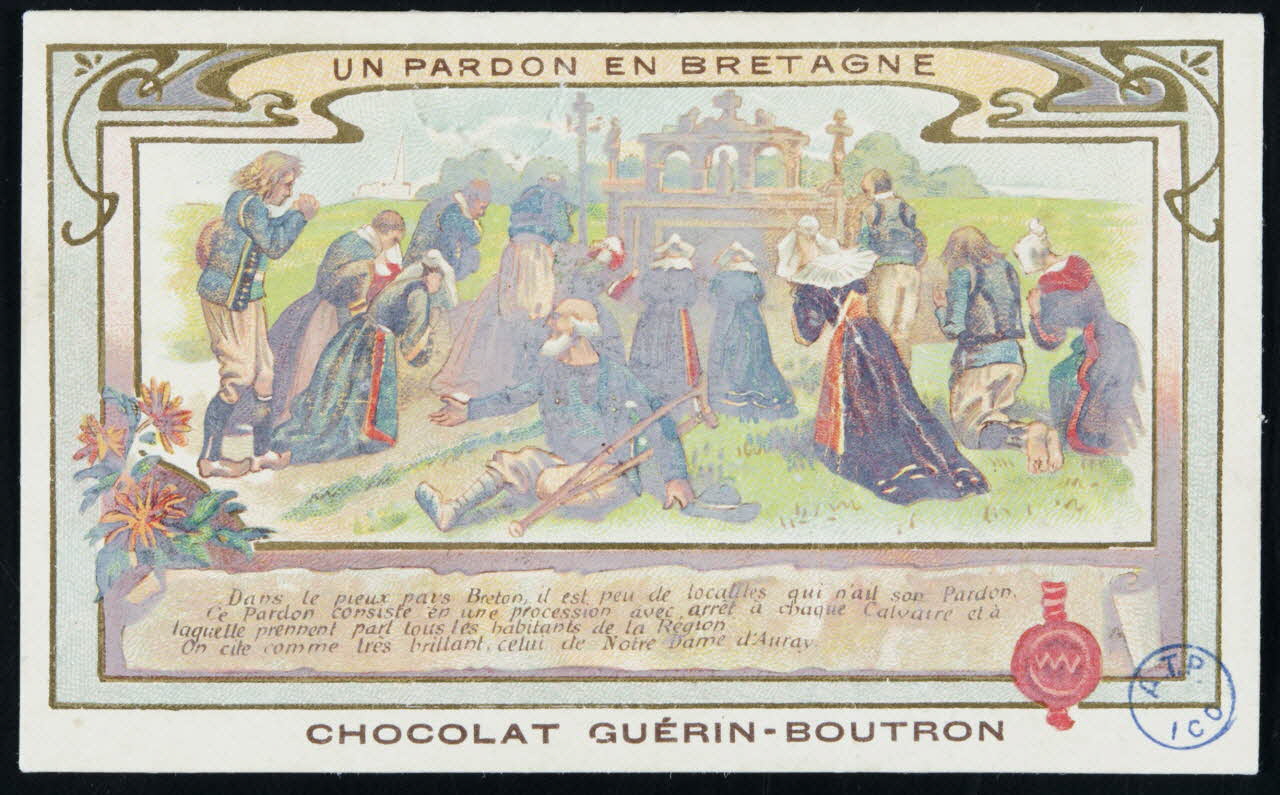 UN PARDON EN BRETAGNE
Dans le pieux pays Breton, il est peu de localites qui n'ait son Pardon.
Ce Pardon consiste en une procession avec arrêt à chaque Calvaire et à
laquelle prennent part tous les habitants de la Région
On cite comme très brillant, celui de Notre Dame d'Auray.
CHOCOLAT GUÉRIN-BOUTRON
A.T.P.
ICO